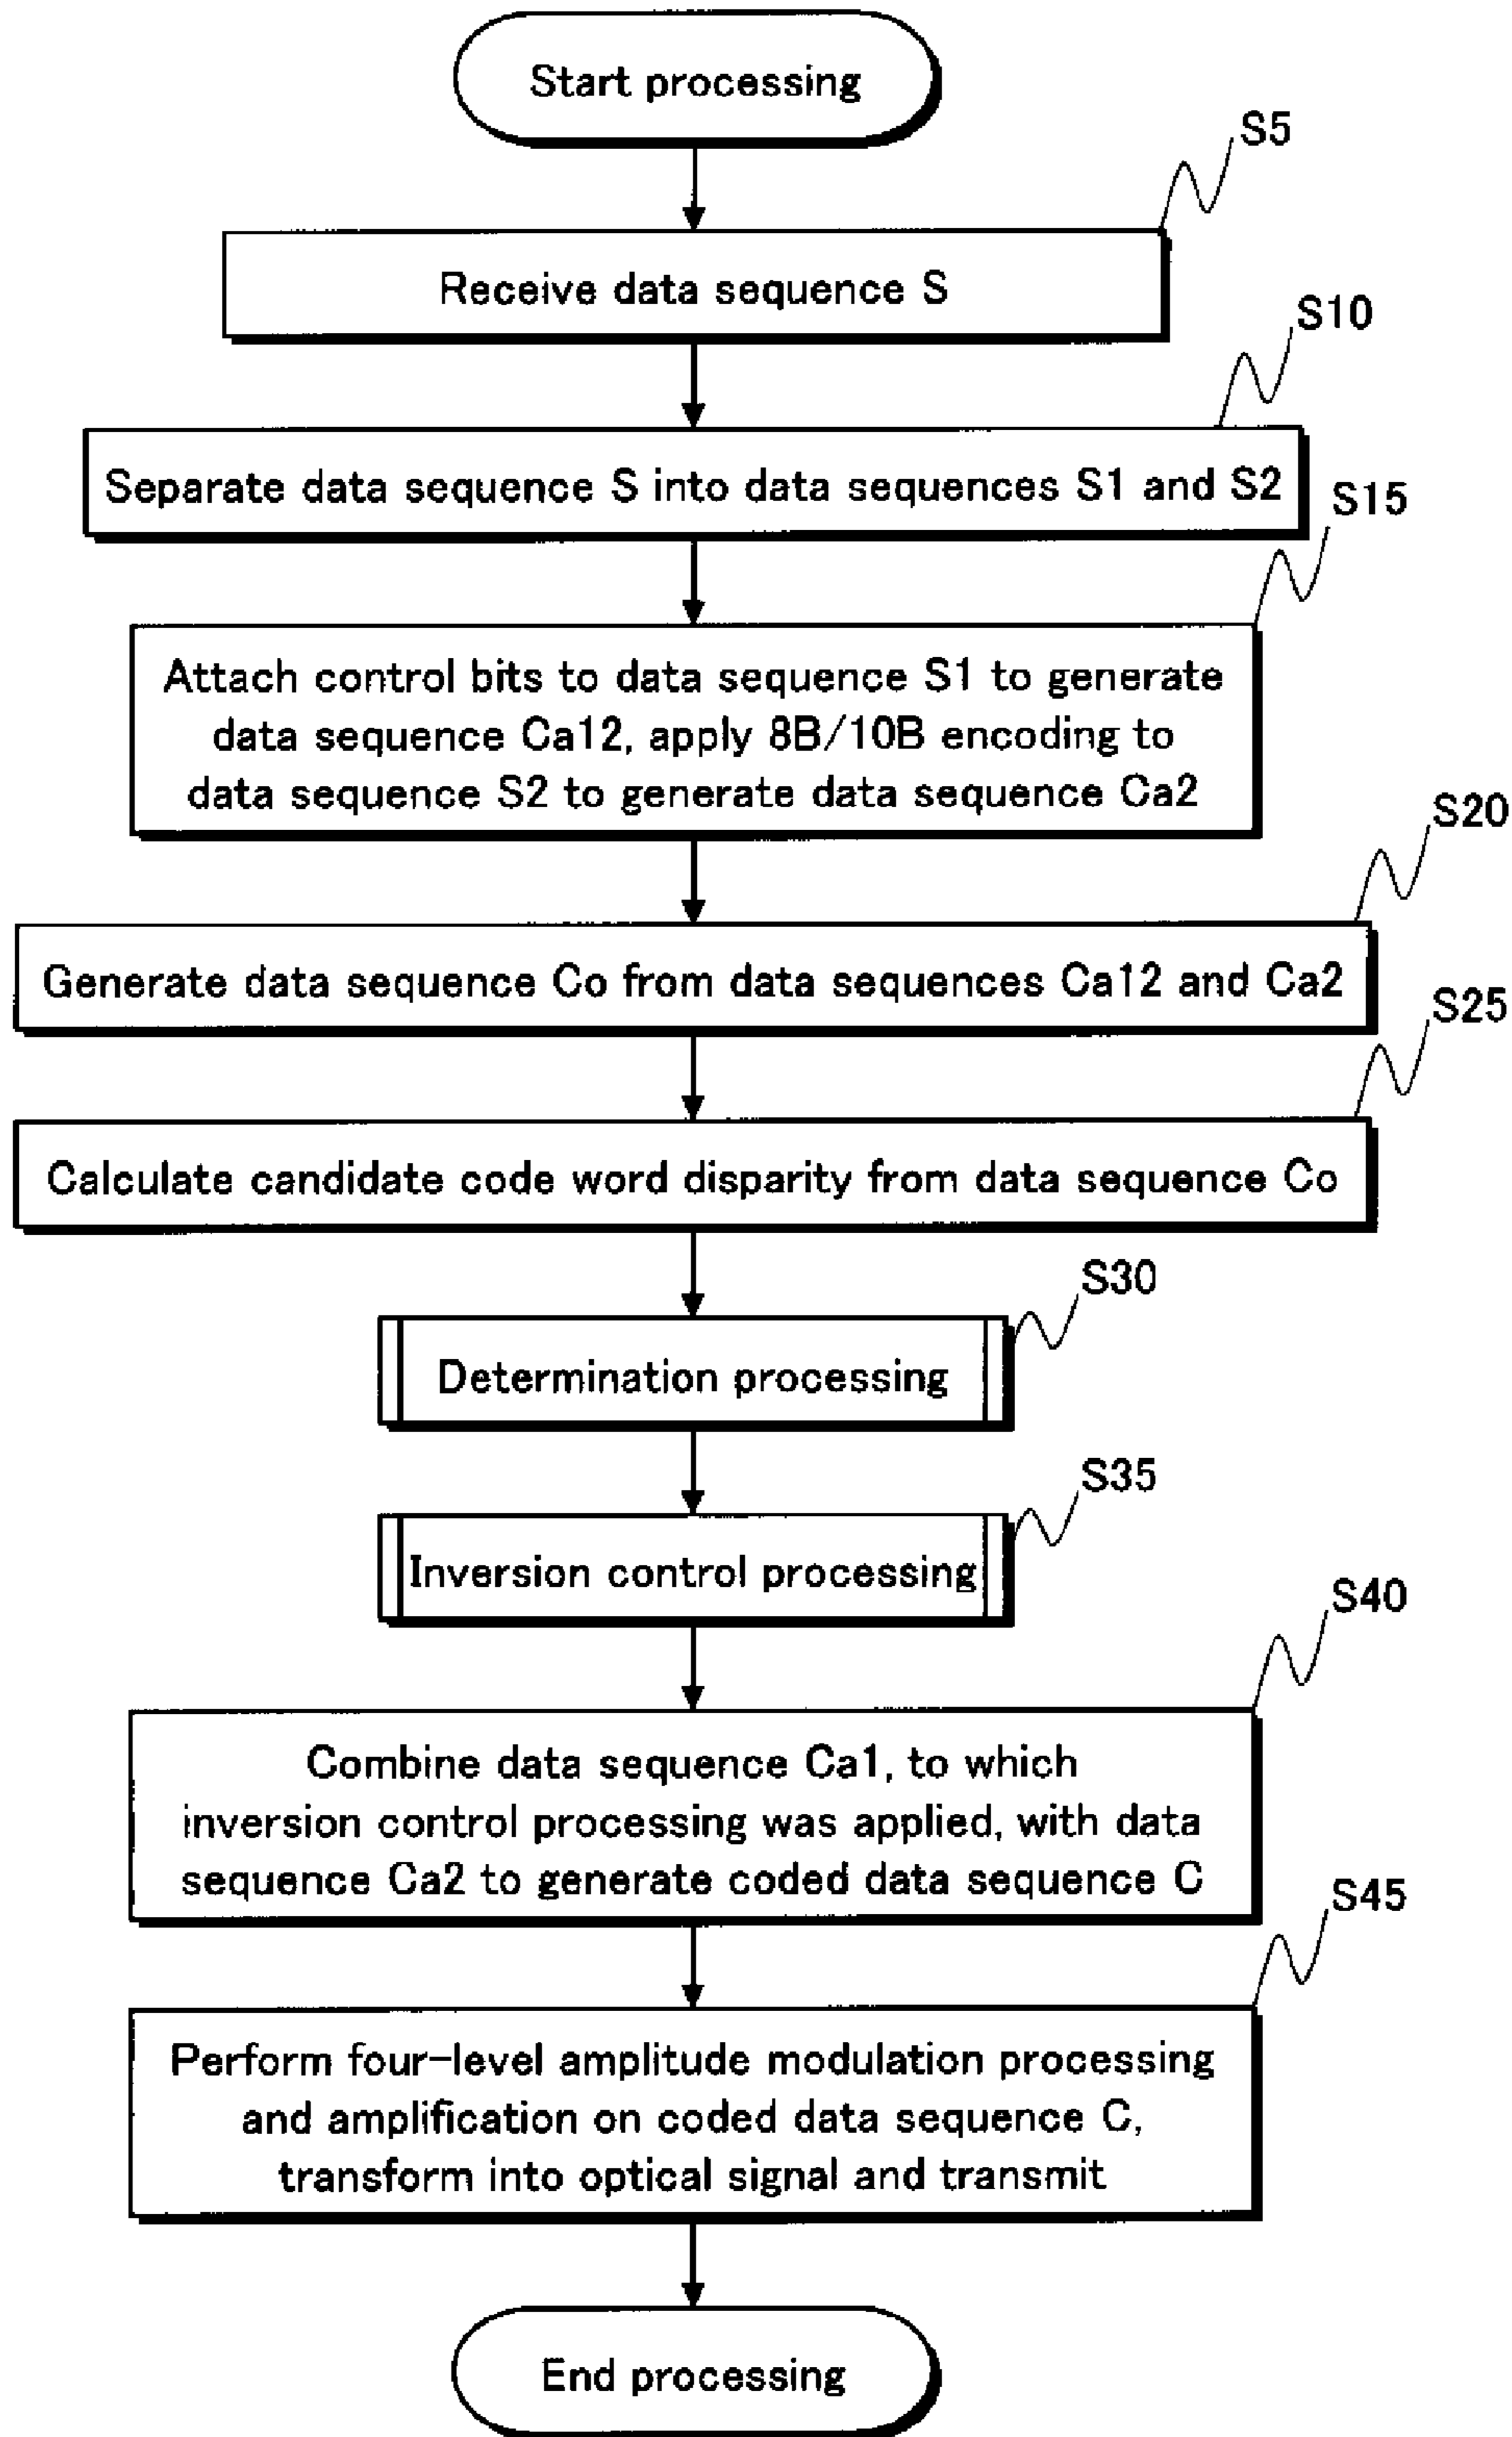 Start processing
S5
Receive data sequence S
S10
Separate data sequence S into data sequences S1 and S2
S15
Attach control bits to data sequence S1 to generate
data sequence Ca12, apply 8B/10B encoding to
data sequence S2 to generate data sequence Ca2
S20
Generate data sequence Co from data sequences Ca12 and Ca2
S25
Calculate candidate code word disparity from data sequence Co
S30
Determination processing
S35
Inversion control processing
S40
Combine data sequence Ca1, to which
inversion control processing was applied, with data
sequence Ca2 to generate coded data sequence C
S45
Perform four-level amplitude modulation processing
and amplification on coded data sequence C,
transform into optical signal and transmit
End processing